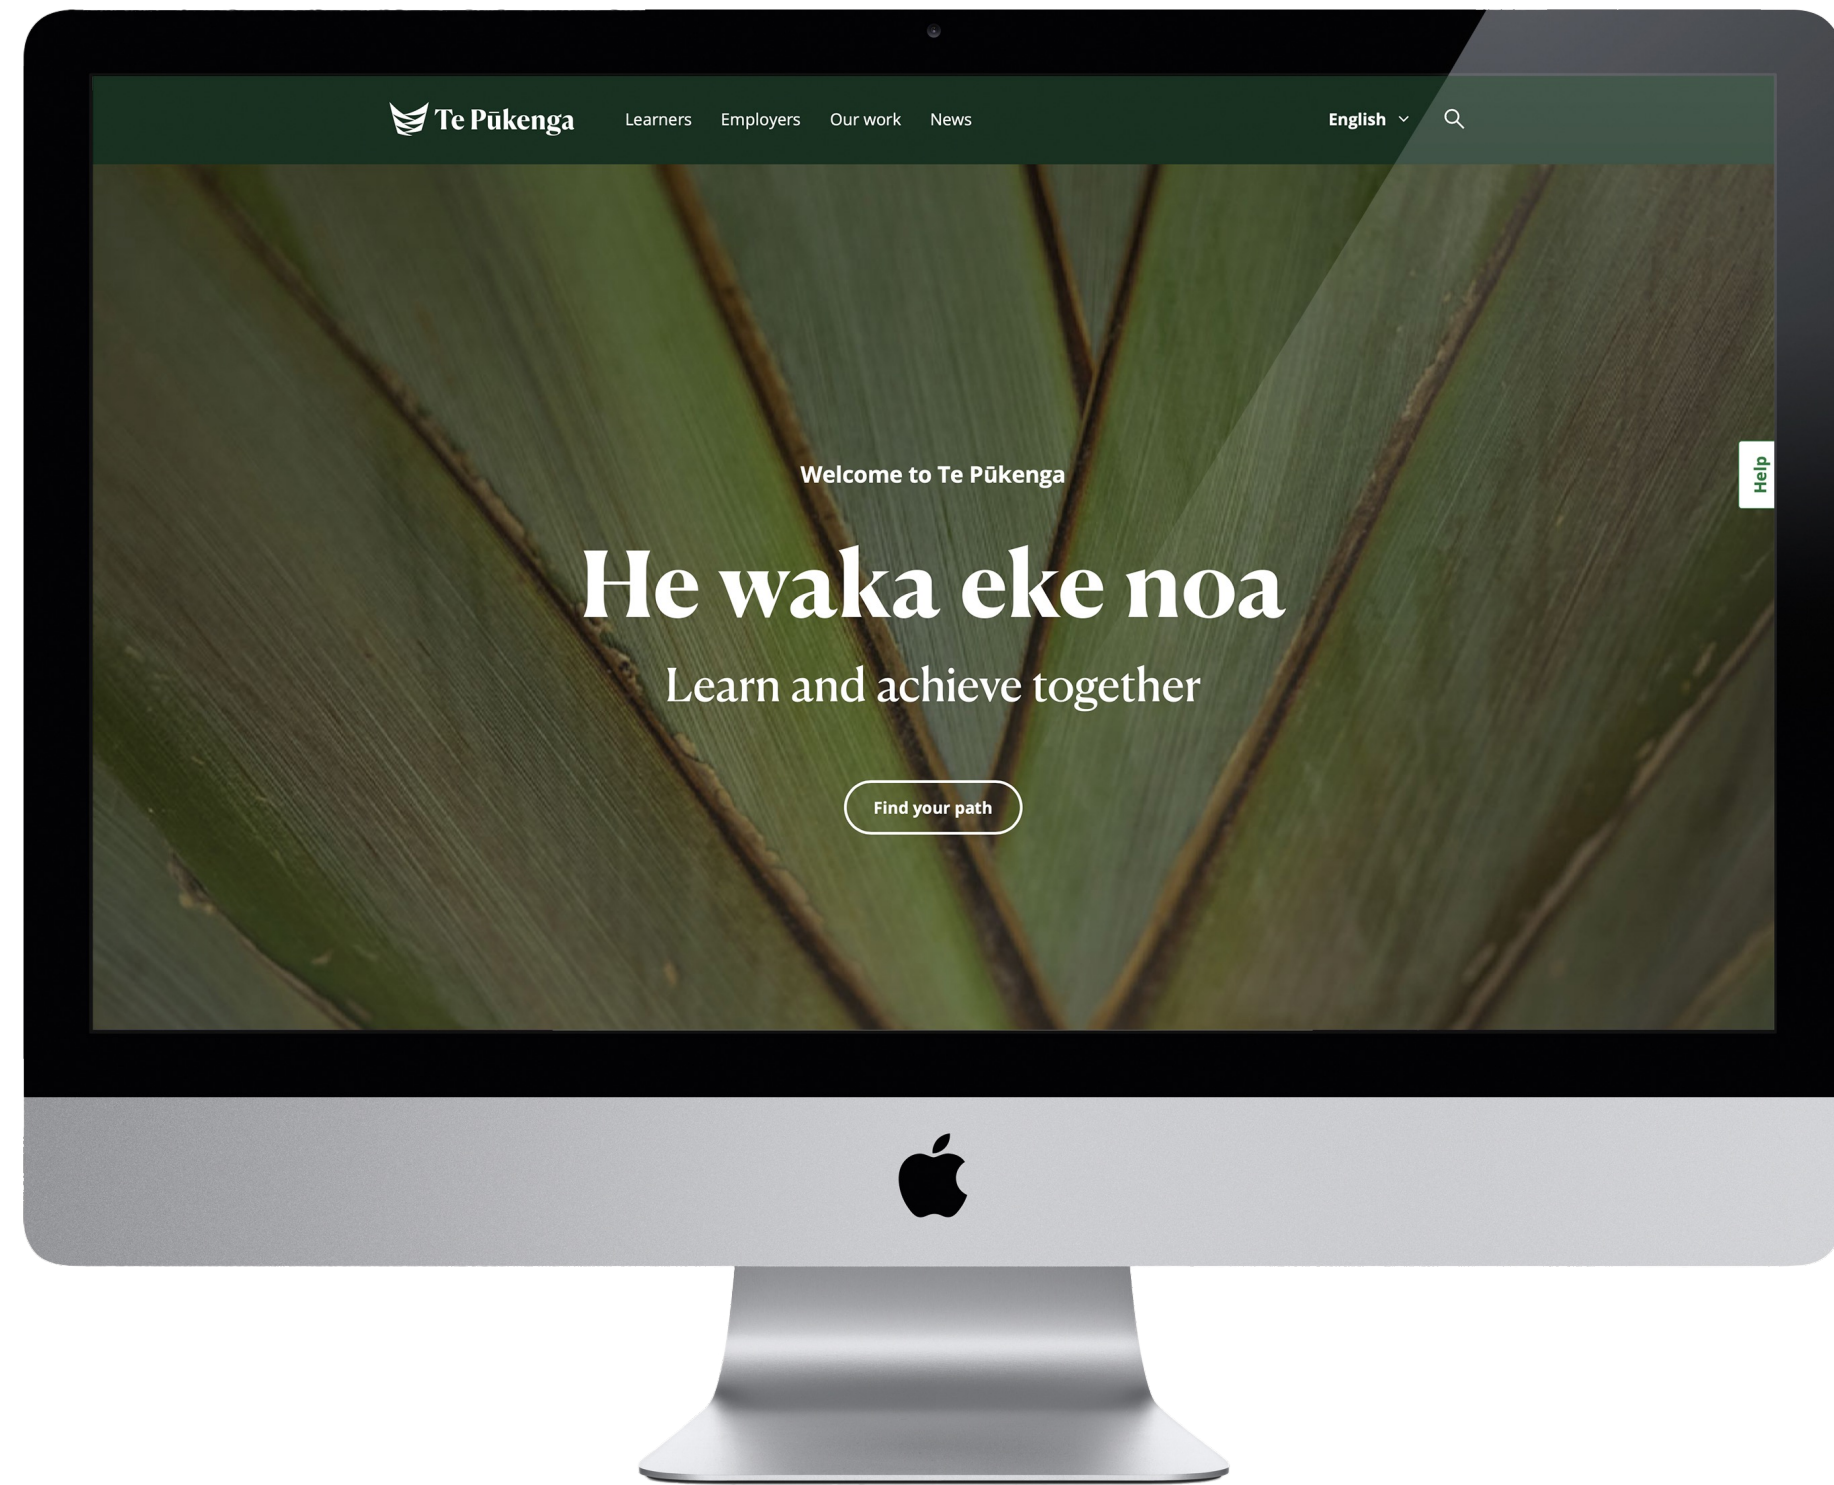 Te Pūkenga
Learners Employers Our work News
English
Welcome to Te Pūkenga
Help
He waka eke noa
Learn and achieve together
Find your path